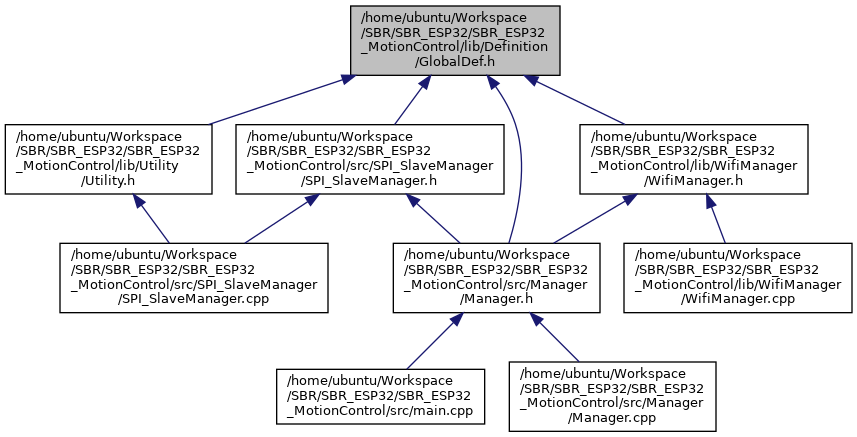 /home/ubuntu/Workspace
/SBR/SBR_ESP32/SBR_ESP32
_MotionControl/lib/Definition
/GlobalDef.h
/home/ubuntu/Workspace
/SBR/SBR_ESP32/SBR_ESP32
_MotionControl/lib/Utility
/Utility.h
/home/ubuntu/Workspace
/SBR/SBR_ESP32/SBR_ESP32
_MotionControl/src/SPI_SlaveManager
/SPI_SlaveManager.h
/home/ubuntu/Workspace
/SBR/SBR_ESP32/SBR_ESP32
_MotionControl/lib/WifiManager
/WifiManager.h
/home/ubuntu/Workspace
/SBR/SBR_ESP32/SBR_ESP32
_MotionControl/src/SPI_SlaveManager
/SPI_SlaveManager.cpp
/home/ubuntu/Workspace
/SBR/SBR_ESP32/SBR_ESP32
_MotionControl/src/Manager
/Manager.h
/home/ubuntu/Workspace
/SBR/SBR_ESP32/SBR_ESP32
_MotionControl/lib/WifiManager
/WifiManager.cpp
/home/ubuntu/Workspace
/SBR/SBR_ESP32/SBR_ESP32
_MotionControl/src/main.cpp
/home/ubuntu/Workspace
/SBR/SBR_ESP32/SBR_ESP32
_MotionControl/src/Manager
/Manager.cpp